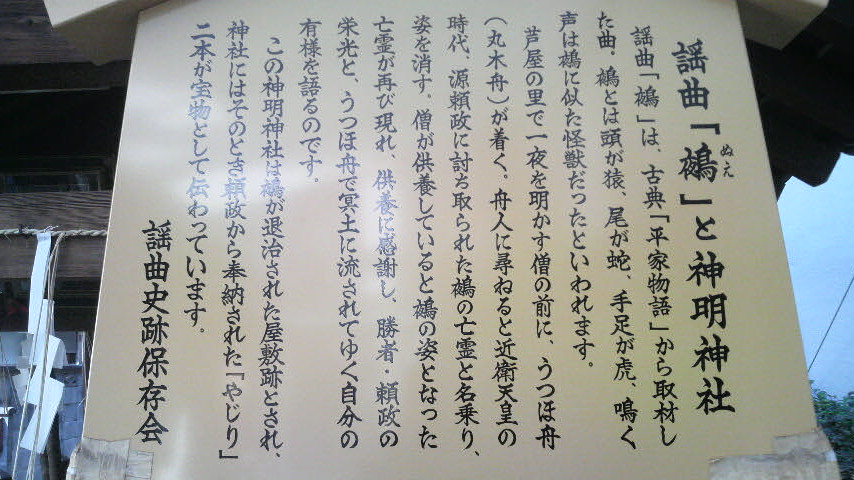 謡曲「鵺」と神明神社
ぬえ
謡曲「鵺」は、古典「平家物語」から取材し
た曲・鵺とは頭が猿、尾が蛇、手足が虎、鳴く
声は鵺に似た怪獣だったといわれます。
芦屋の里で一夜を明かす僧の前に、うつほ舟
（丸木舟）が着く。舟人に尋ねると近衛天皇の
時代、源頼政に討ち取られた鵺の亡霊と名乗り、
姿を消す。僧が供養していると鵺の姿となった
亡霊が再び現れ、供養に感謝し、勝者・頼政の
栄光と、うつほ舟で冥土に流されてゆく自分の
有様を語るのです。
この神明神社は鵺が退治された屋敷跡とされ、
神社にはそのとき頼政から奉納された「やじり」
二本が宝物として伝わっています。
謡曲史跡保存会